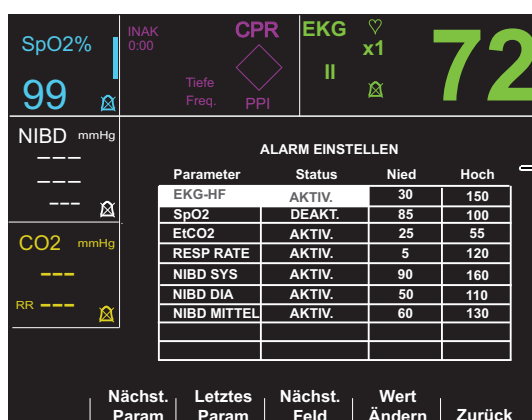 SpO2%
99
INAK
0:00
CPR
Tiefe
Freq.
PPI
EKG
x1
II
72
NIBD mmHg
---
---
---
CO2 mmHg
---
RR ---
ALARM EINSTELLEN
Parameter Status Nied Hoch
EKG-HF AKTIV. 30 150
SpO2 DEAKT. 85 100
EtCO2 AKTIV. 25 55
RESP RATE AKTIV. 5 120
NIBD SYS AKTIV. 90 160
NIBD DIA AKTIV. 50 110
NIBD MITTEL AKTIV. 60 130
Nächst. Param
Letztes Param
Nächst. Feld
Wert Ändern
Zurück